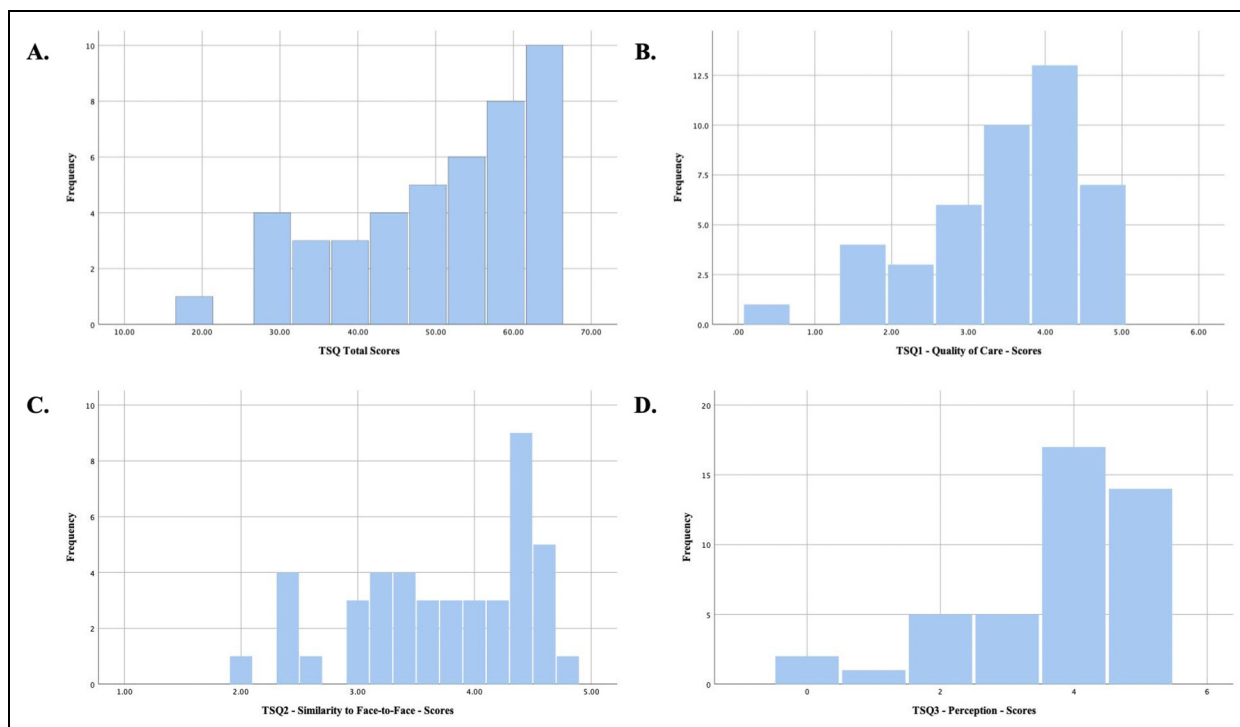 A.
10
8
6
4
2
0
Frequency
10.00 20.00 30.00 40.00 50.00 60.00 70.00
TSQ Total Scores
B.
12.5
10.0
7.5
5.0
2.5
0.0
Frequency
.00 1.00 2.00 3.00 4.00 5.00 6.00
TSQ1 - Quality of Care - Scores
C.
10
8
6
4
2
0
Frequency
1.00 2.00 3.00 4.00 5.00
TSQ2 - Similarity to Face-to-Face - Scores
D.
20
15
10
5
0
Frequency
0 2 4 6
TSQ3 - Perception - Scores